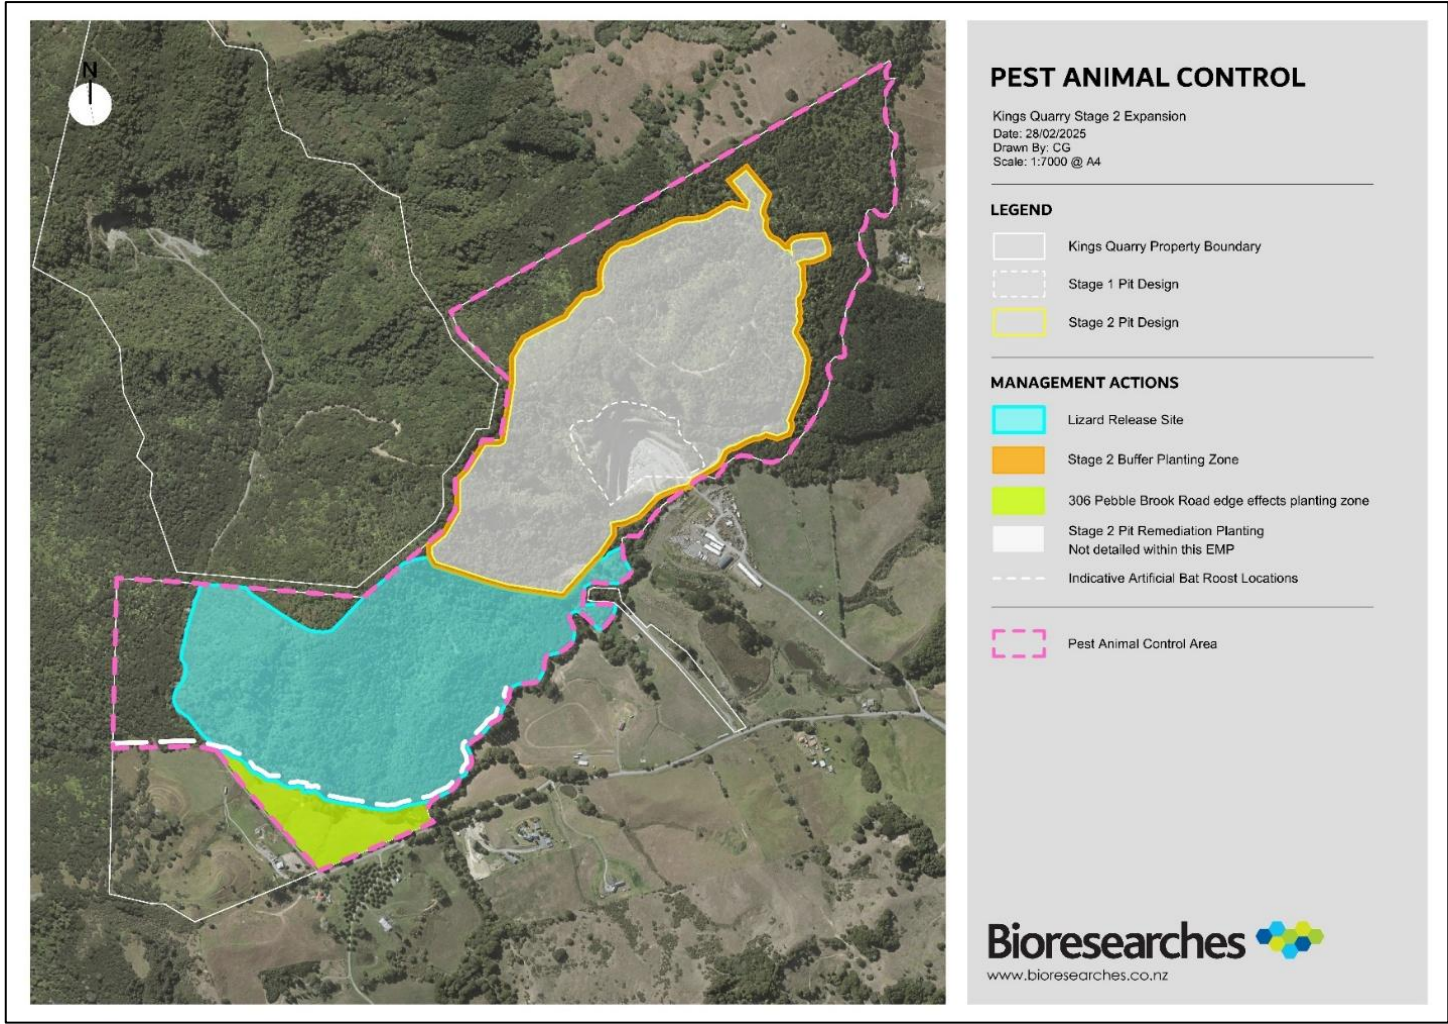 N
PEST ANIMAL CONTROL
Kings Quarry Stage 2 Expansion
Date: 28/02/2025
Drawn By: CG
Scale: 1:7000 @ A4
LEGEND
Kings Quarry Property Boundary
Stage 1 Pit Design
Stage 2 Pit Design
MANAGEMENT ACTIONS
Lizard Release Site
Stage 2 Buffer Planting Zone
306 Pebble Brook Road edge effects planting zone
Stage 2 Pit Remediation Planting
Not detailed within this EMP
Indicative Artificial Bat Roost Locations
Pest Animal Control Area
Bioresearches
www.bioresearches.co.nz